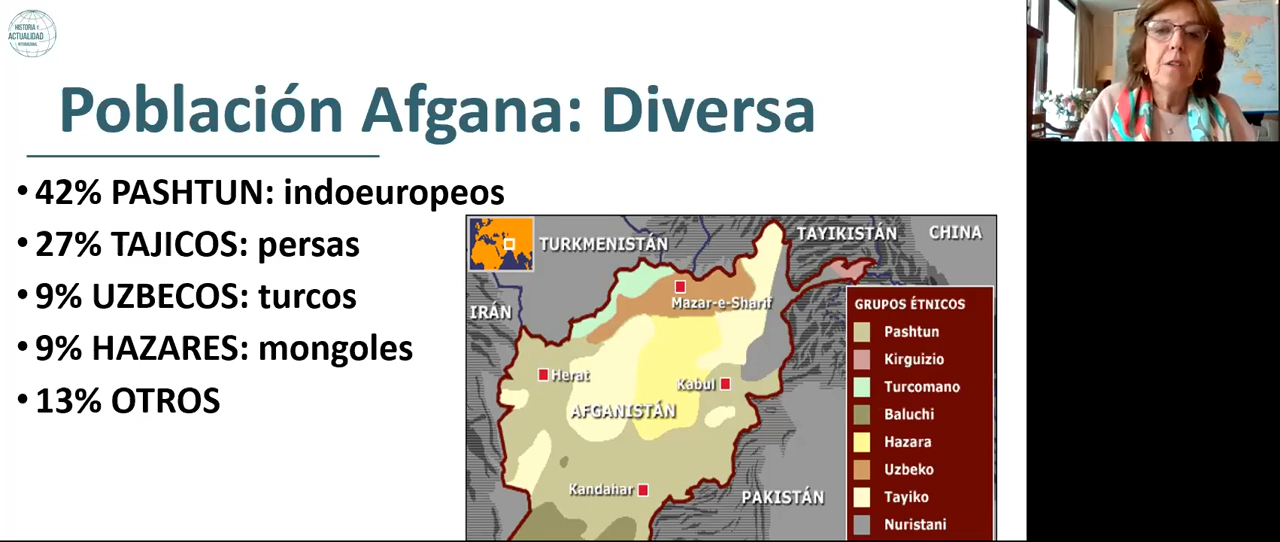 HISTORIA Y
ACTUALIDAD
INTERNACIONAL
Población Afgana: Diversa
• 42% PASHTUN: indoeuropeos
• 27% TAJICOS: persas
• 9% UZBECOS: turcos
• 9% HAZARES: mongoles
• 13% OTROS
TURKMENISTÁN
TAYIKISTÁN
CHINA
IRÁN
Mazar-e-Sharif
Herat
Kabul
AFGANISTÁN
Kandahar
PAKISTÁN
GRUPOS ÉTNICOS
Pashtun
Kirguizio
Turcomano
Baluchi
Hazara
Uzbeko
Tayiko
Nuristani